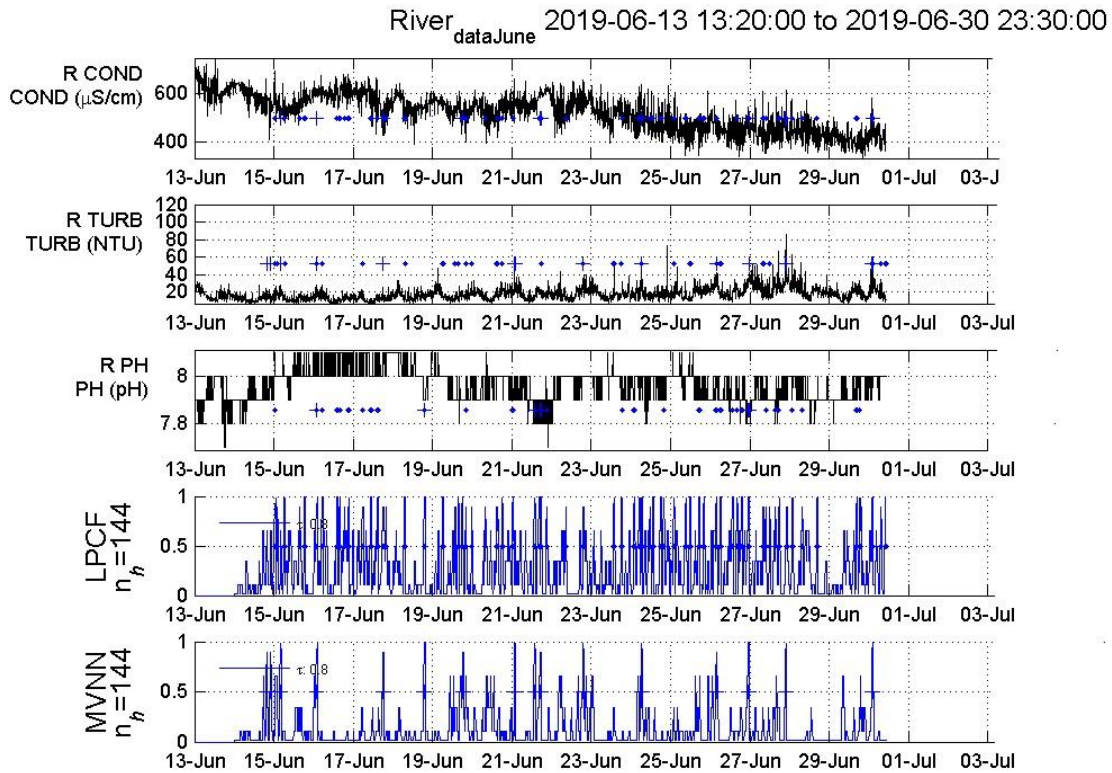 River_dataJune 2019-06-13 13:20:00 to 2019-06-30 23:30:00
R COND
COND (µS/cm)
600
400
13-Jun 15-Jun 17-Jun 19-Jun 21-Jun 23-Jun 25-Jun 27-Jun 29-Jun 01-Jul 03-J
R TURB
TURB (NTU)
120
100
80
60
40
20
13-Jun 15-Jun 17-Jun 19-Jun 21-Jun 23-Jun 25-Jun 27-Jun 29-Jun 01-Jul 03-Jul
R PH
PH (pH)
8
7.8
13-Jun 15-Jun 17-Jun 19-Jun 21-Jun 23-Jun 25-Jun 27-Jun 29-Jun 01-Jul 03-Jul
LPCF
n_h=144
1
0.5
0
τ: 0.8
13-Jun 15-Jun 17-Jun 19-Jun 21-Jun 23-Jun 25-Jun 27-Jun 29-Jun 01-Jul 03-Jul
MVNN
n_h=144
1
0.5
0
τ: 0.8
13-Jun 15-Jun 17-Jun 19-Jun 21-Jun 23-Jun 25-Jun 27-Jun 29-Jun 01-Jul 03-Jul